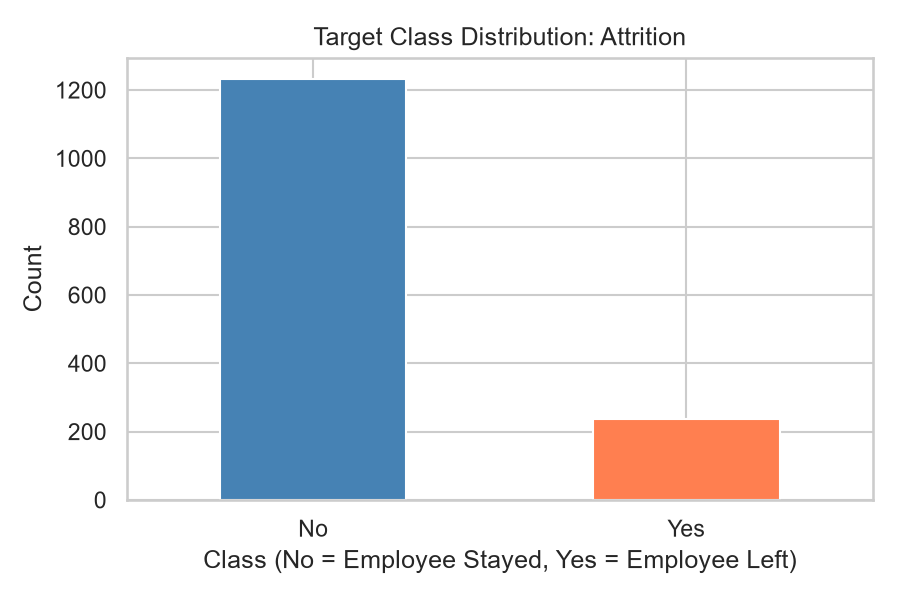 Target Class Distribution: Attrition
1200
1000
800
600
400
200
0
Count
No
Yes
Class (No = Employee Stayed, Yes = Employee Left)